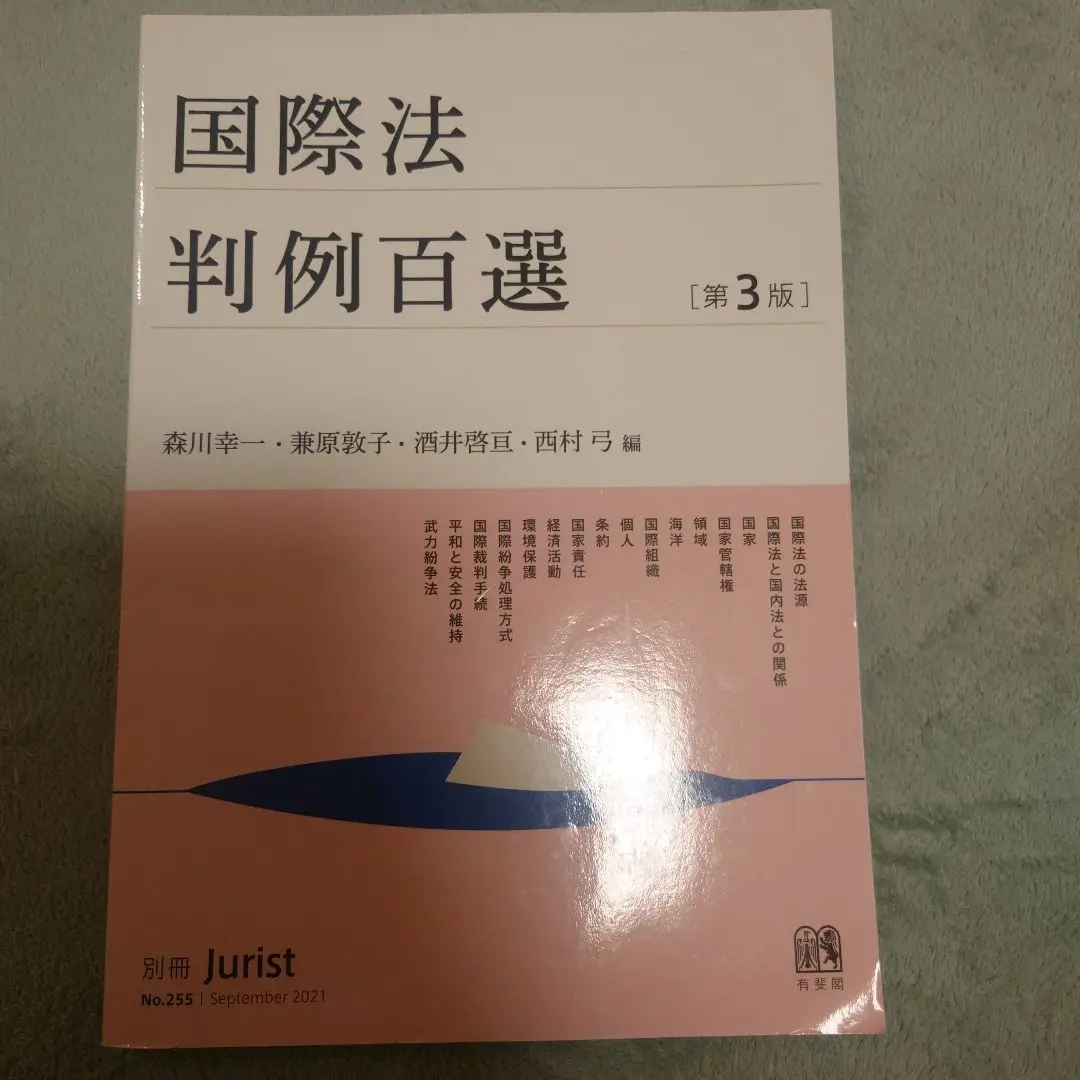 国際法
判例百選
[第3版]
森川幸一・兼原敦子・酒井啓亘・西村 弓 編
国際法の法源
国際法と国内法との関係
国家
国家管轄権
領域
海洋
国際組織
個人
条約
国家責任
経済活動
環境保護
国際紛争処理方式
国際裁判手続
平和と安全の維持
武力紛争法
別冊 Jurist
No.255 | September 2021
有斐閣